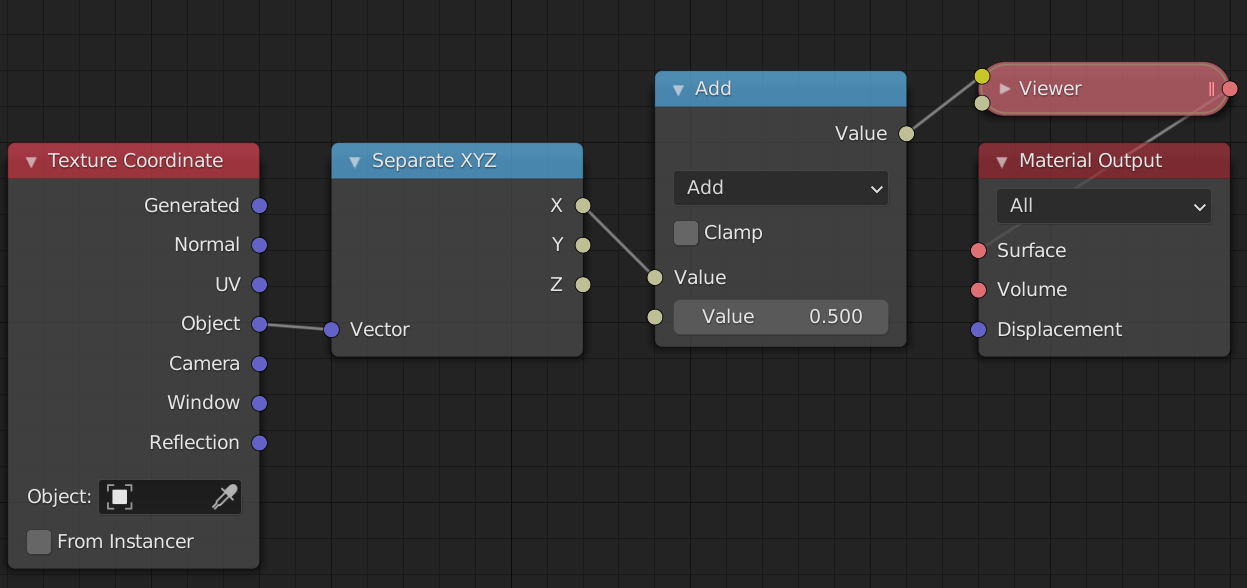 Texture Coordinate
Generated
Normal
UV
Object
Camera
Window
Reflection
Object:
From Instancer
Separate XYZ
X
Y
Z
Vector
Add
Value
Add
Clamp
Value
Value 0.500
Viewer
Material Output
All
Surface
Volume
Displacement